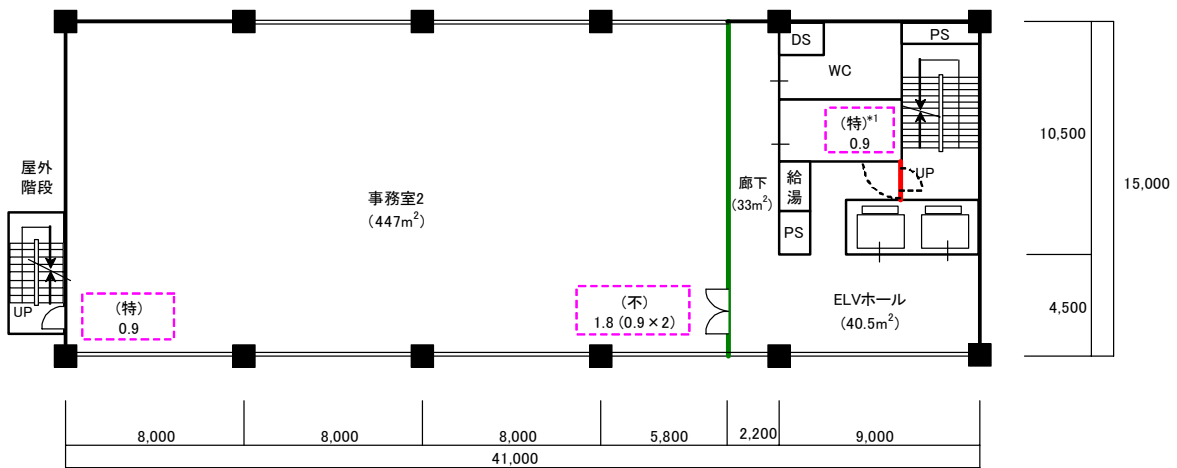 DS
PS
WC
(特)*1
0.9
10,500
15,000
屋外
階段
事務室2
(447m2)
廊下
(33m2)
給
湯
UP
PS
UP
(特)
0.9
(不)
1.8 (0.9×2)
ELVホール
(40.5m2)
4,500
8,000
8,000
8,000
5,800
2,200
9,000
41,000